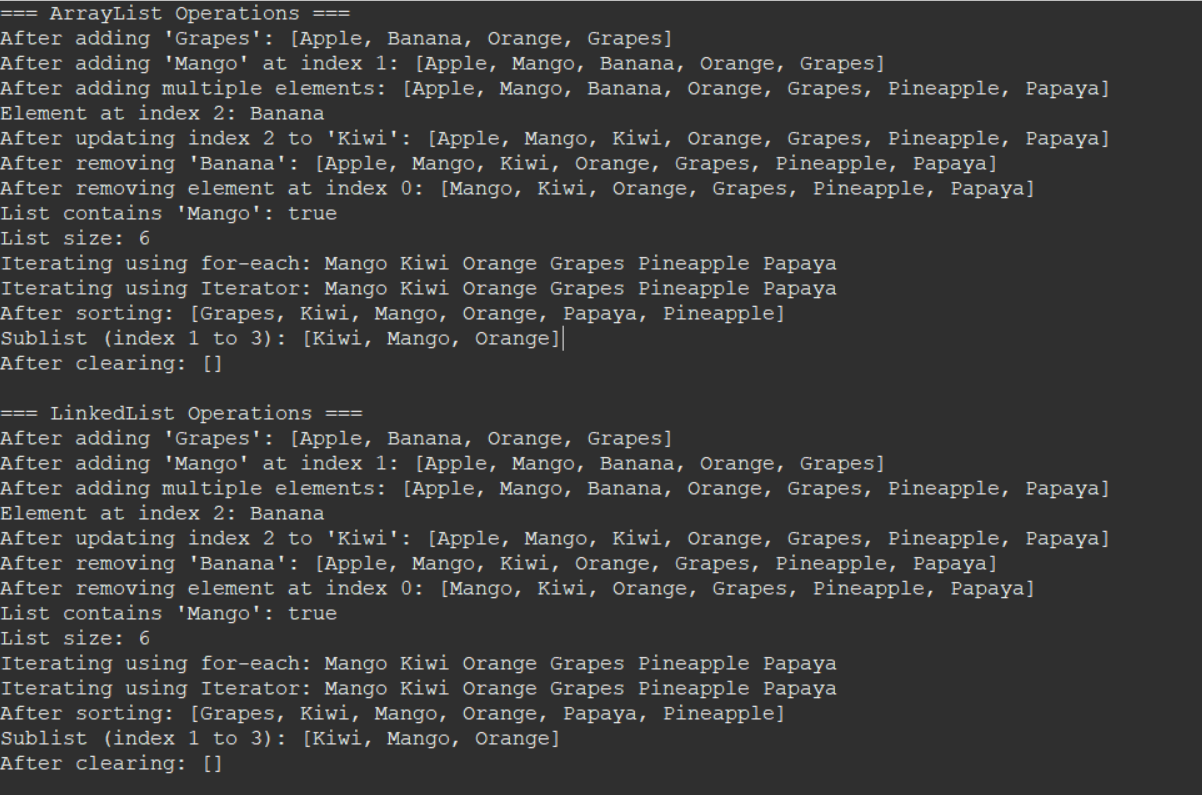 === ArrayList Operations ===
After adding 'Grapes': [Apple, Banana, Orange, Grapes]
After adding 'Mango' at index 1: [Apple, Mango, Banana, Orange, Grapes]
After adding multiple elements: [Apple, Mango, Banana, Orange, Grapes, Pineapple, Papaya]
Element at index 2: Banana
After updating index 2 to 'Kiwi': [Apple, Mango, Kiwi, Orange, Grapes, Pineapple, Papaya]
After removing 'Banana': [Apple, Mango, Kiwi, Orange, Grapes, Pineapple, Papaya]
After removing element at index 0: [Mango, Kiwi, Orange, Grapes, Pineapple, Papaya]
List contains 'Mango': true
List size: 6
Iterating using for-each: Mango Kiwi Orange Grapes Pineapple Papaya
Iterating using Iterator: Mango Kiwi Orange Grapes Pineapple Papaya
After sorting: [Grapes, Kiwi, Mango, Orange, Papaya, Pineapple]
Sublist (index 1 to 3): [Kiwi, Mango, Orange]
After clearing: []

=== LinkedList Operations ===
After adding 'Grapes': [Apple, Banana, Orange, Grapes]
After adding 'Mango' at index 1: [Apple, Mango, Banana, Orange, Grapes]
After adding multiple elements: [Apple, Mango, Banana, Orange, Grapes, Pineapple, Papaya]
Element at index 2: Banana
After updating index 2 to 'Kiwi': [Apple, Mango, Kiwi, Orange, Grapes, Pineapple, Papaya]
After removing 'Banana': [Apple, Mango, Kiwi, Orange, Grapes, Pineapple, Papaya]
After removing element at index 0: [Mango, Kiwi, Orange, Grapes, Pineapple, Papaya]
List contains 'Mango': true
List size: 6
Iterating using for-each: Mango Kiwi Orange Grapes Pineapple Papaya
Iterating using Iterator: Mango Kiwi Orange Grapes Pineapple Papaya
After sorting: [Grapes, Kiwi, Mango, Orange, Papaya, Pineapple]
Sublist (index 1 to 3): [Kiwi, Mango, Orange]
After clearing: []